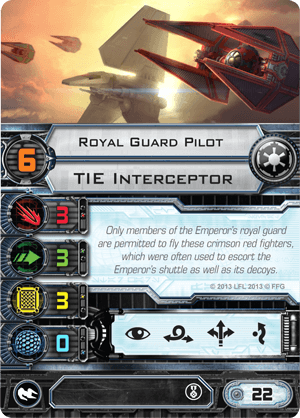 ROYAL GUARD PILOT
6
TIE INTERCEPTOR
3
Only members of the Emperor's royal guard
are permitted to fly these crimson red fighters,
which were often used to escort the
Emperor's shuttle as well as its decoys.
© 2013 LFL 2013 © FFG
3
3
0
22